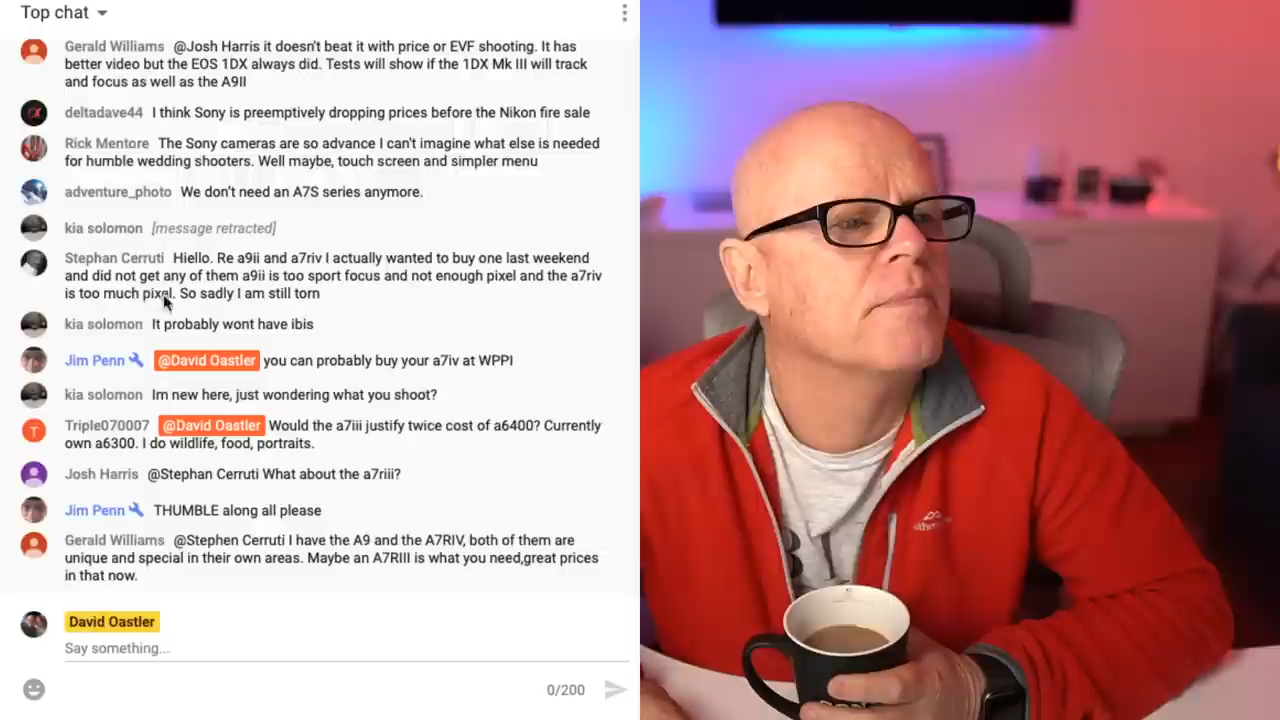 Top chat
Gerald Williams @Josh Harris it doesn't beat it with price or EVF shooting. It has
better video but the EOS 1DX always did. Tests will show if the 1DX Mk III will track
and focus as well as the A9II
deltadave44 I think Sony is preemptively dropping prices before the Nikon fire sale
Rick Mentore The Sony cameras are so advance I can't imagine what else is needed
for humble wedding shooters. Well maybe, touch screen and simpler menu
adventure_photo We don't need an A7S series anymore.
kia solomon [message retracted]
Stephan Cerruti Hiello. Re a9ii and a7riv I actually wanted to buy one last weekend
and did not get any of them a9ii is too sport focus and not enough pixel and the a7riv
is too much pixel. So sadly I am still torn
kia solomon It probably wont have ibis
Jim Penn @David Oastler you can probably buy your a7iv at WPPI
kia solomon Im new here, just wondering what you shoot?
T Triple070007 @David Oastler Would the a7iii justify twice cost of a6400? Currently
own a6300. I do wildlife, food, portraits.
Josh Harris @Stephan Cerruti What about the a7riii?
Jim Penn THUMBLE along all please
Gerald Williams @Stephen Cerruti I have the A9 and the A7RIV, both of them are
unique and special in their own areas. Maybe an A7RIII is what you need,great prices
in that now.
David Oastler
Say something...
0/200